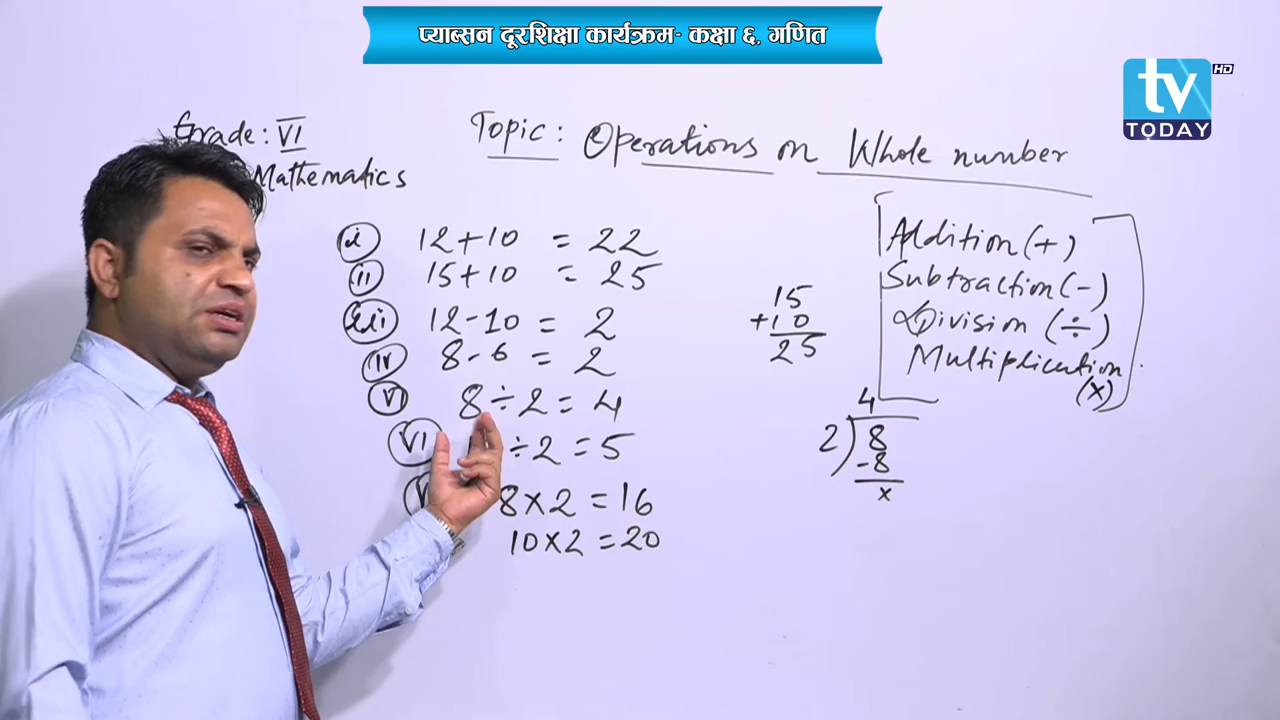 प्याब्सन दूरशिक्षा कार्यक्रम- कक्षा ६, गणित
tv HD
TODAY
Grade: VI
Mathematics
Topic: Operations on Whole number
i 12+10 = 22
ii 15+10 = 25
iii 12-10 = 2
iv 8-6 = 2
V 8÷2 = 4
VI ÷2 = 5
8×2 = 16
10×2 = 20
15
+10
25
Addition (+)
Subtraction (-)
Division (÷)
Multiplication
(×)
4
2) 8
-8
x